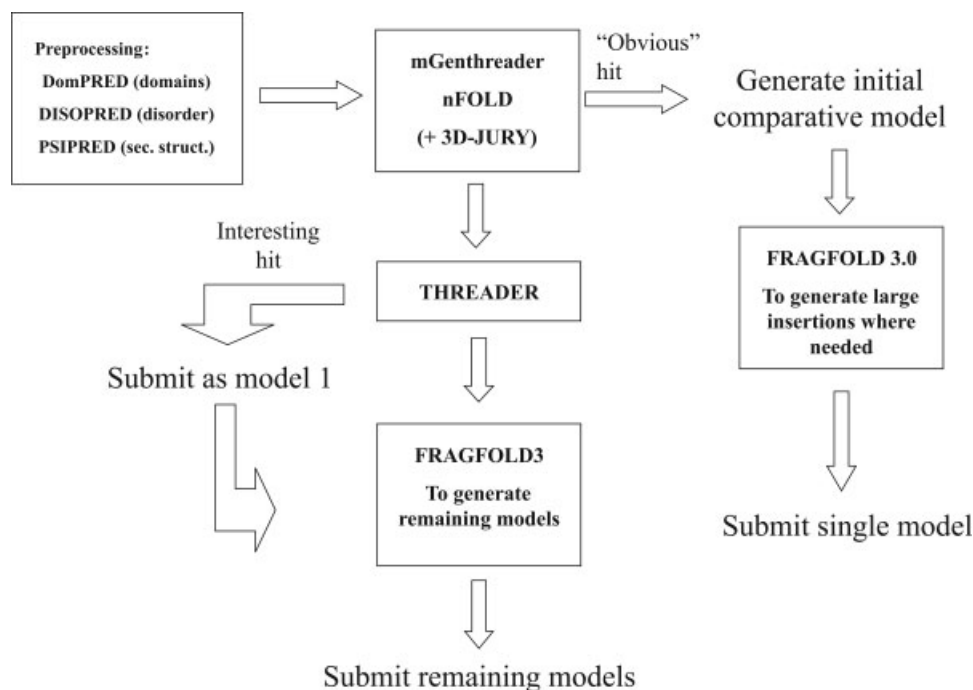 Preprocessing:
DomPRED (domains)
DISOPRED (disorder)
PSIPRED (sec. struct.)
mGenthreader
nFOLD
(+ 3D-JURY)
“Obvious”
hit
Generate initial
comparative model
Interesting
hit
THREADER
FRAGFOLD 3.0
To generate large
insertions where
needed
Submit as model 1
FRAGFOLD3
To generate
remaining models
Submit single model
Submit remaining models